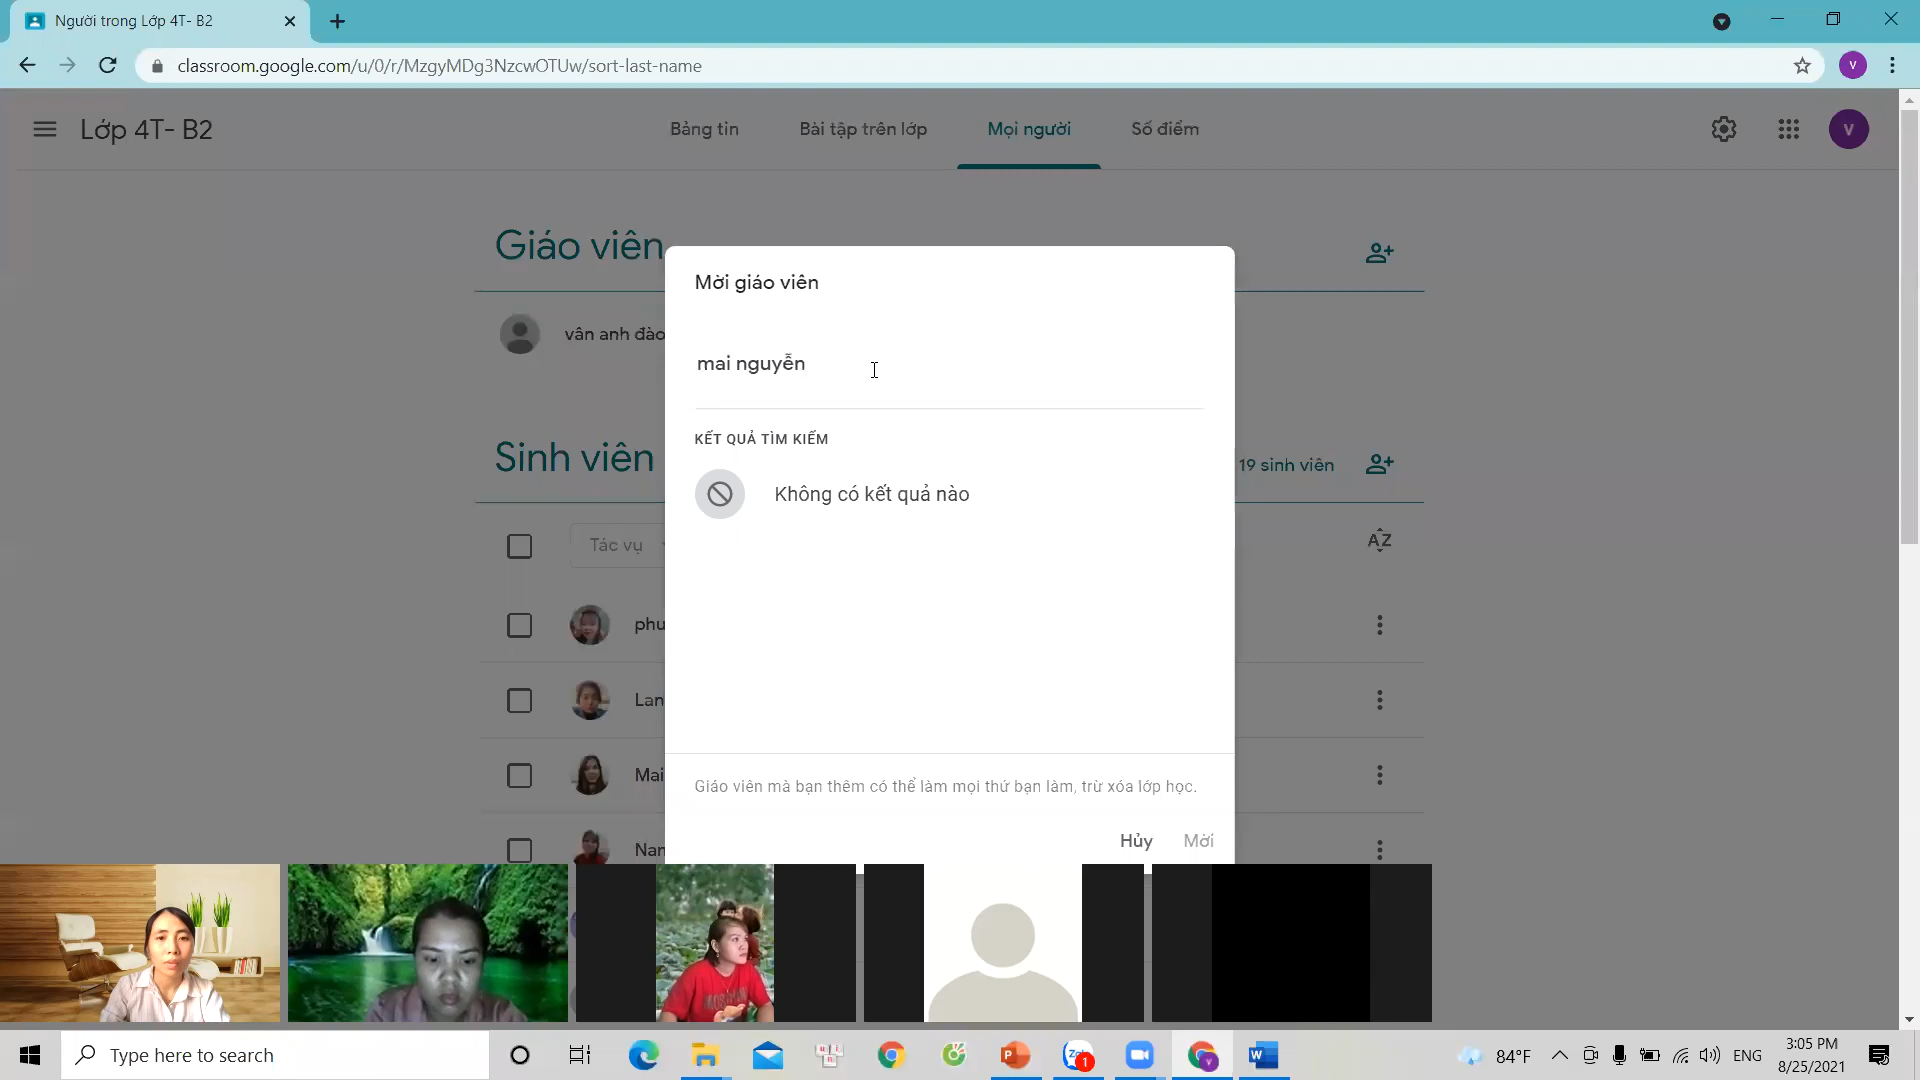 Người trong Lớp 4T- B2
classroom.google.com/u/0/r/MzgyMDg3NzcwOTUw/sort-last-name
V
Lớp 4T- B2
Bảng tin
Bài tập trên lớp
Mọi người
Số điểm
V
Giáo viên
vân anh đào
Mời giáo viên
mai nguyễn
KẾT QUẢ TÌM KIẾM
Không có kết quả nào
Sinh viên
19 sinh viên
Tác vụ
AZ
phu
Lan
Mai
Nan
Giáo viên mà bạn thêm có thể làm mọi thứ bạn làm, trừ xóa lớp học.
Hủy
Mời
Type here to search
84°F
ENG
3:05 PM
8/25/2021